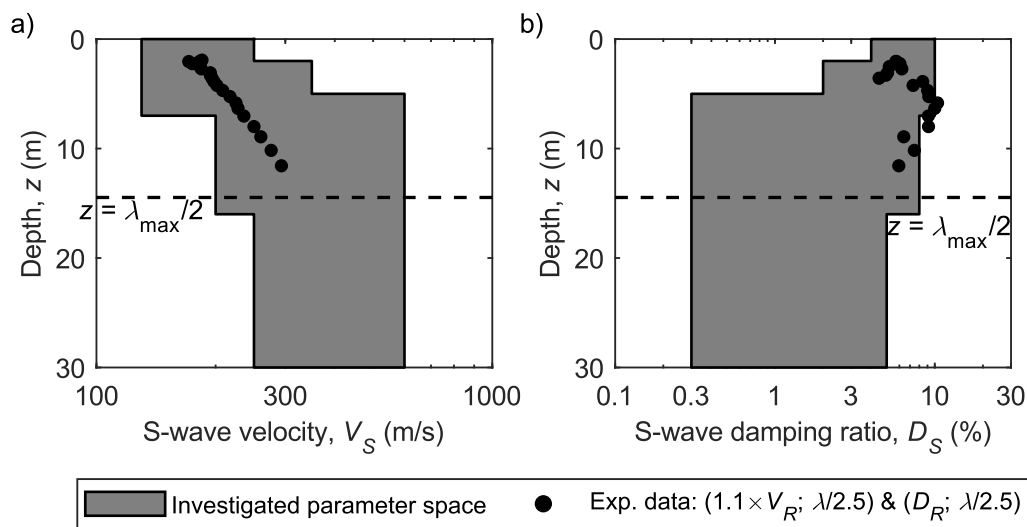 a)
0
10
20
30
Depth, z (m)
z = λmax/2
100
300
1000
S-wave velocity, VS (m/s)
b)
0
10
20
30
Depth, z (m)
z = λmax/2
0.1
0.3
1
3
10
30
S-wave damping ratio, DS (%)
Investigated parameter space
Exp. data: (1.1×VR; λ/2.5) & (DR; λ/2.5)